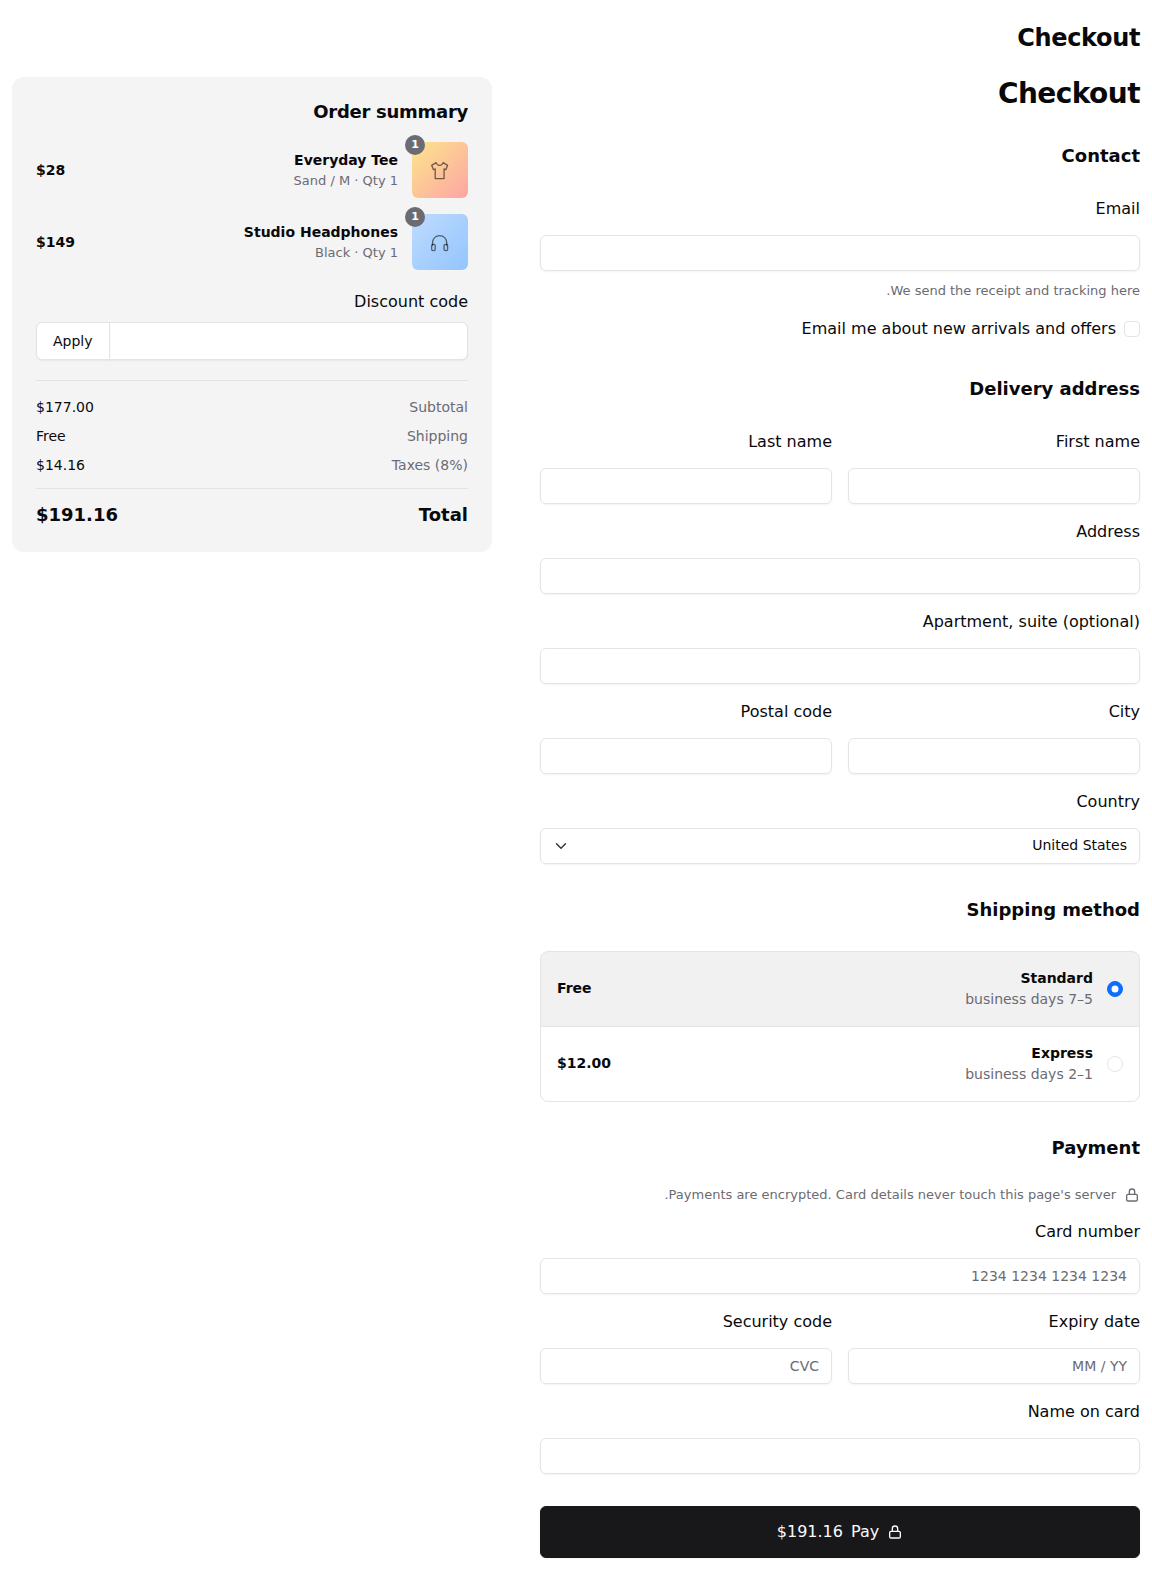 Checkout
Checkout
Contact
Email
.We send the receipt and tracking here
Email me about new arrivals and offers
Delivery address
First name
Last name
Address
Apartment, suite (optional)
City
Postal code
Country
United States
Shipping method
Standard
business days 7–5
Free
Express
business days 2–1
$12.00
Payment
.Payments are encrypted. Card details never touch this page's server
Card number
1234 1234 1234 1234
Expiry date
Security code
MM / YY
CVC
Name on card
$191.16 Pay
Order summary
1
Everyday Tee
Sand / M · Qty 1
$28
1
Studio Headphones
Black · Qty 1
$149
Discount code
Apply
Subtotal
$177.00
Shipping
Free
Taxes (8%)
$14.16
Total
$191.16